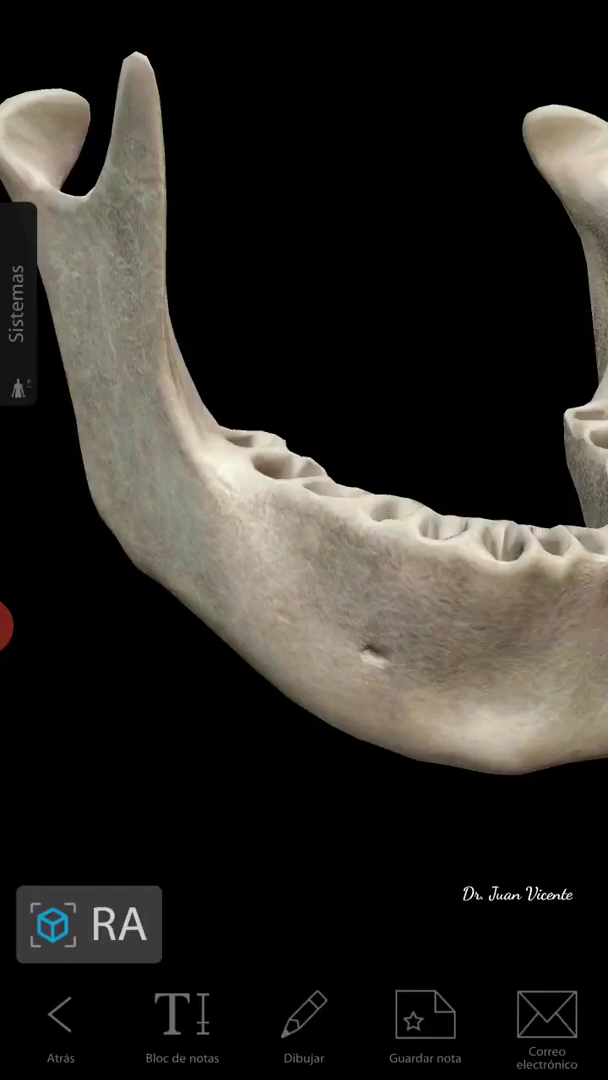 Sistemas
Dr. Juan Vicente
RA
Atrás
Bloc de notas
Dibujar
Guardar nota
Correo
electrónico